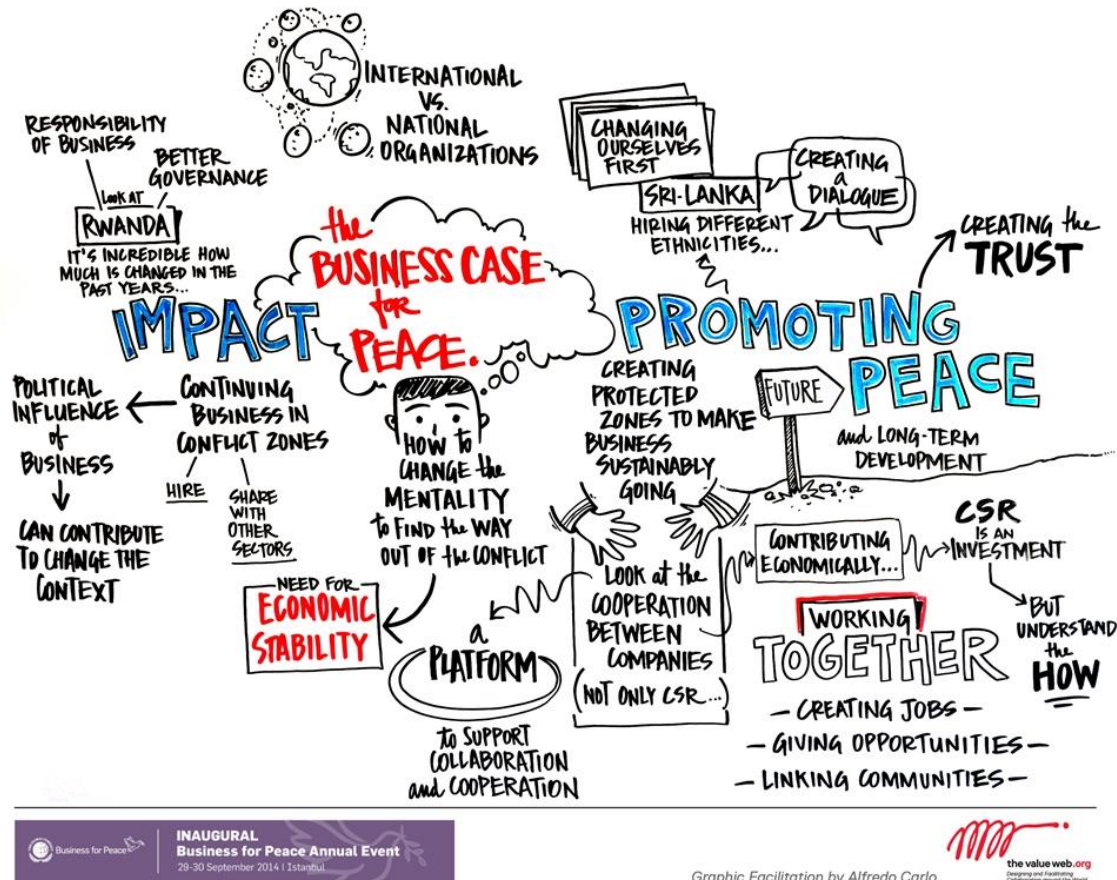 INTERNATIONAL
VS.
NATIONAL
ORGANIZATIONS
RESPONSIBILITY
OF BUSINESS
BETTER
GOVERNANCE
LOOK AT
RWANDA
IT'S INCREDIBLE HOW
MUCH IS CHANGED IN THE
PAST YEARS...
the
BUSINESS CASE
for
PEACE.
IMPACT
POLITICAL
INFLUENCE
of
BUSINESS
CAN CONTRIBUTE
TO CHANGE THE
CONTEXT
CONTINUING
BUSINESS IN
CONFLICT ZONES
HIRE
SHARE
WITH
OTHER
SECTORS
HOW to
CHANGE the
MENTALITY
to FIND the WAY
OUT OF the CONFLICT
NEED FOR
ECONOMIC
STABILITY
CHANGING
OURSELVES
FIRST
SRI-LANKA
HIRING DIFFERENT
ETHNICITIES...
CREATING
a
DIALOGUE
CREATING the
TRUST
PROMOTING
PEACE
and LONG-TERM
DEVELOPMENT
FUTURE
CREATING
PROTECTED
ZONES TO MAKE
BUSINESS
SUSTAINABLY
GOING
LOOK at the
COOPERATION
BETWEEN
COMPANIES
(NOT ONLY CSR...)
a
PLATFORM
to SUPPORT
COLLABORATION
and COOPERATION
CONTRIBUTING
ECONOMICALLY...
CSR
IS AN
INVESTMENT
BUT
UNDERSTAND
the
HOW
WORKING
TOGETHER
- CREATING JOBS -
- GIVING OPPORTUNITIES -
- LINKING COMMUNITIES -
Business for Peace
INAUGURAL
Business for Peace Annual Event
29-30 September 2014 | Istanbul
Graphic Facilitation by Alfredo Carlo
the value web.org
Designing and Facilitating
Collaboration around the World